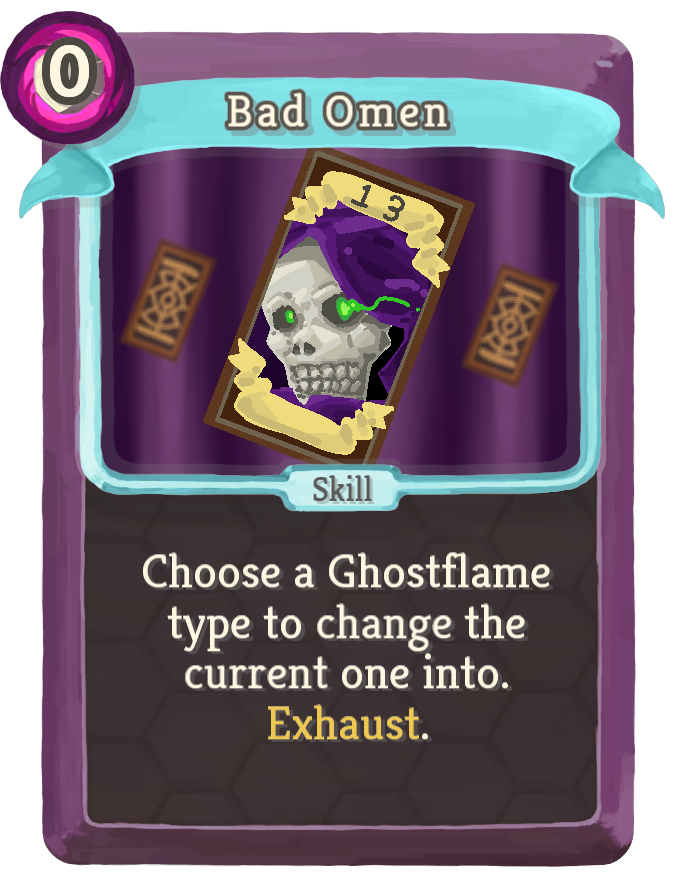 0
Bad Omen
13
Skill
Choose a Ghostflame
type to change the
current one into.
Exhaust.